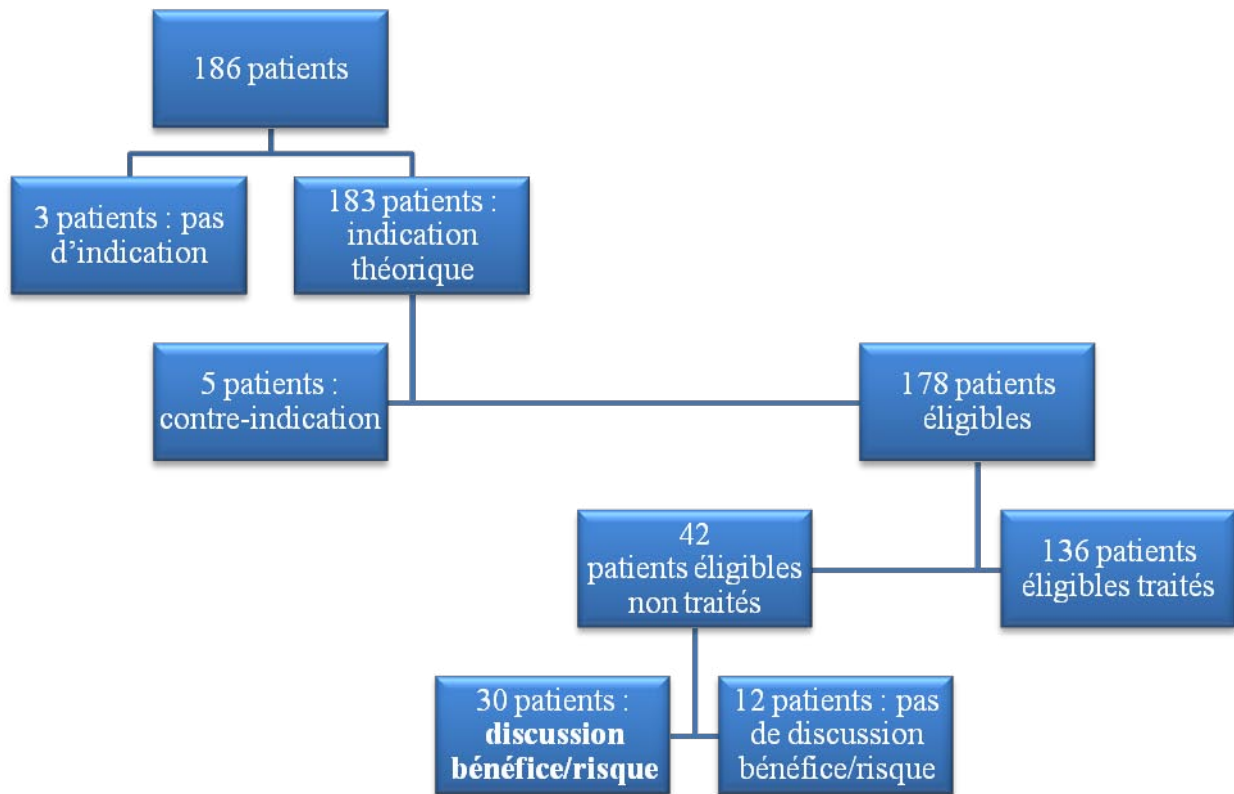 186 patients
3 patients : pas
d’indication
183 patients :
indication
théorique
5 patients :
contre-indication
178 patients
éligibles
42
patients éligibles
non traités
136 patients
éligibles traités
30 patients :
discussion
bénéfice/risque
12 patients : pas
de discussion
bénéfice/risque